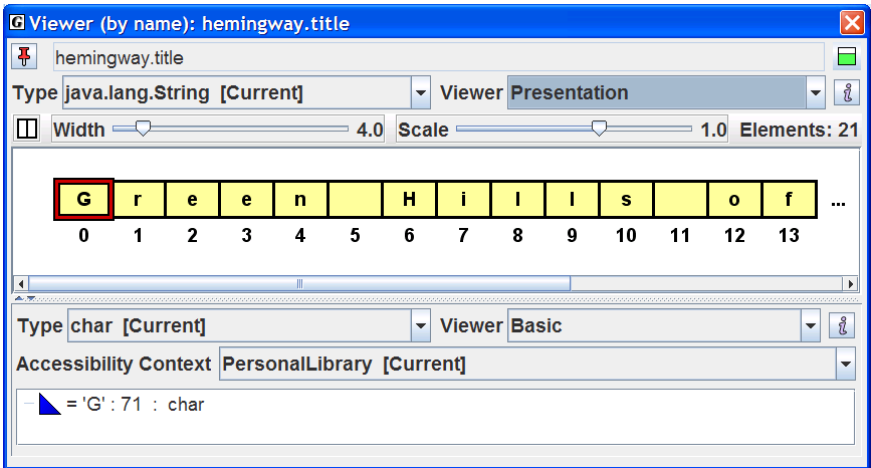 G Viewer (by name): hemingway.title
hemingway.title
Type java.lang.String [Current] Viewer Presentation i
Width 4.0 Scale 1.0 Elements: 21
G r e e n H i l l s o f ...
0 1 2 3 4 5 6 7 8 9 10 11 12 13
Type char [Current] Viewer Basic i
Accessibility Context PersonalLibrary [Current]
= 'G' : 71 : char